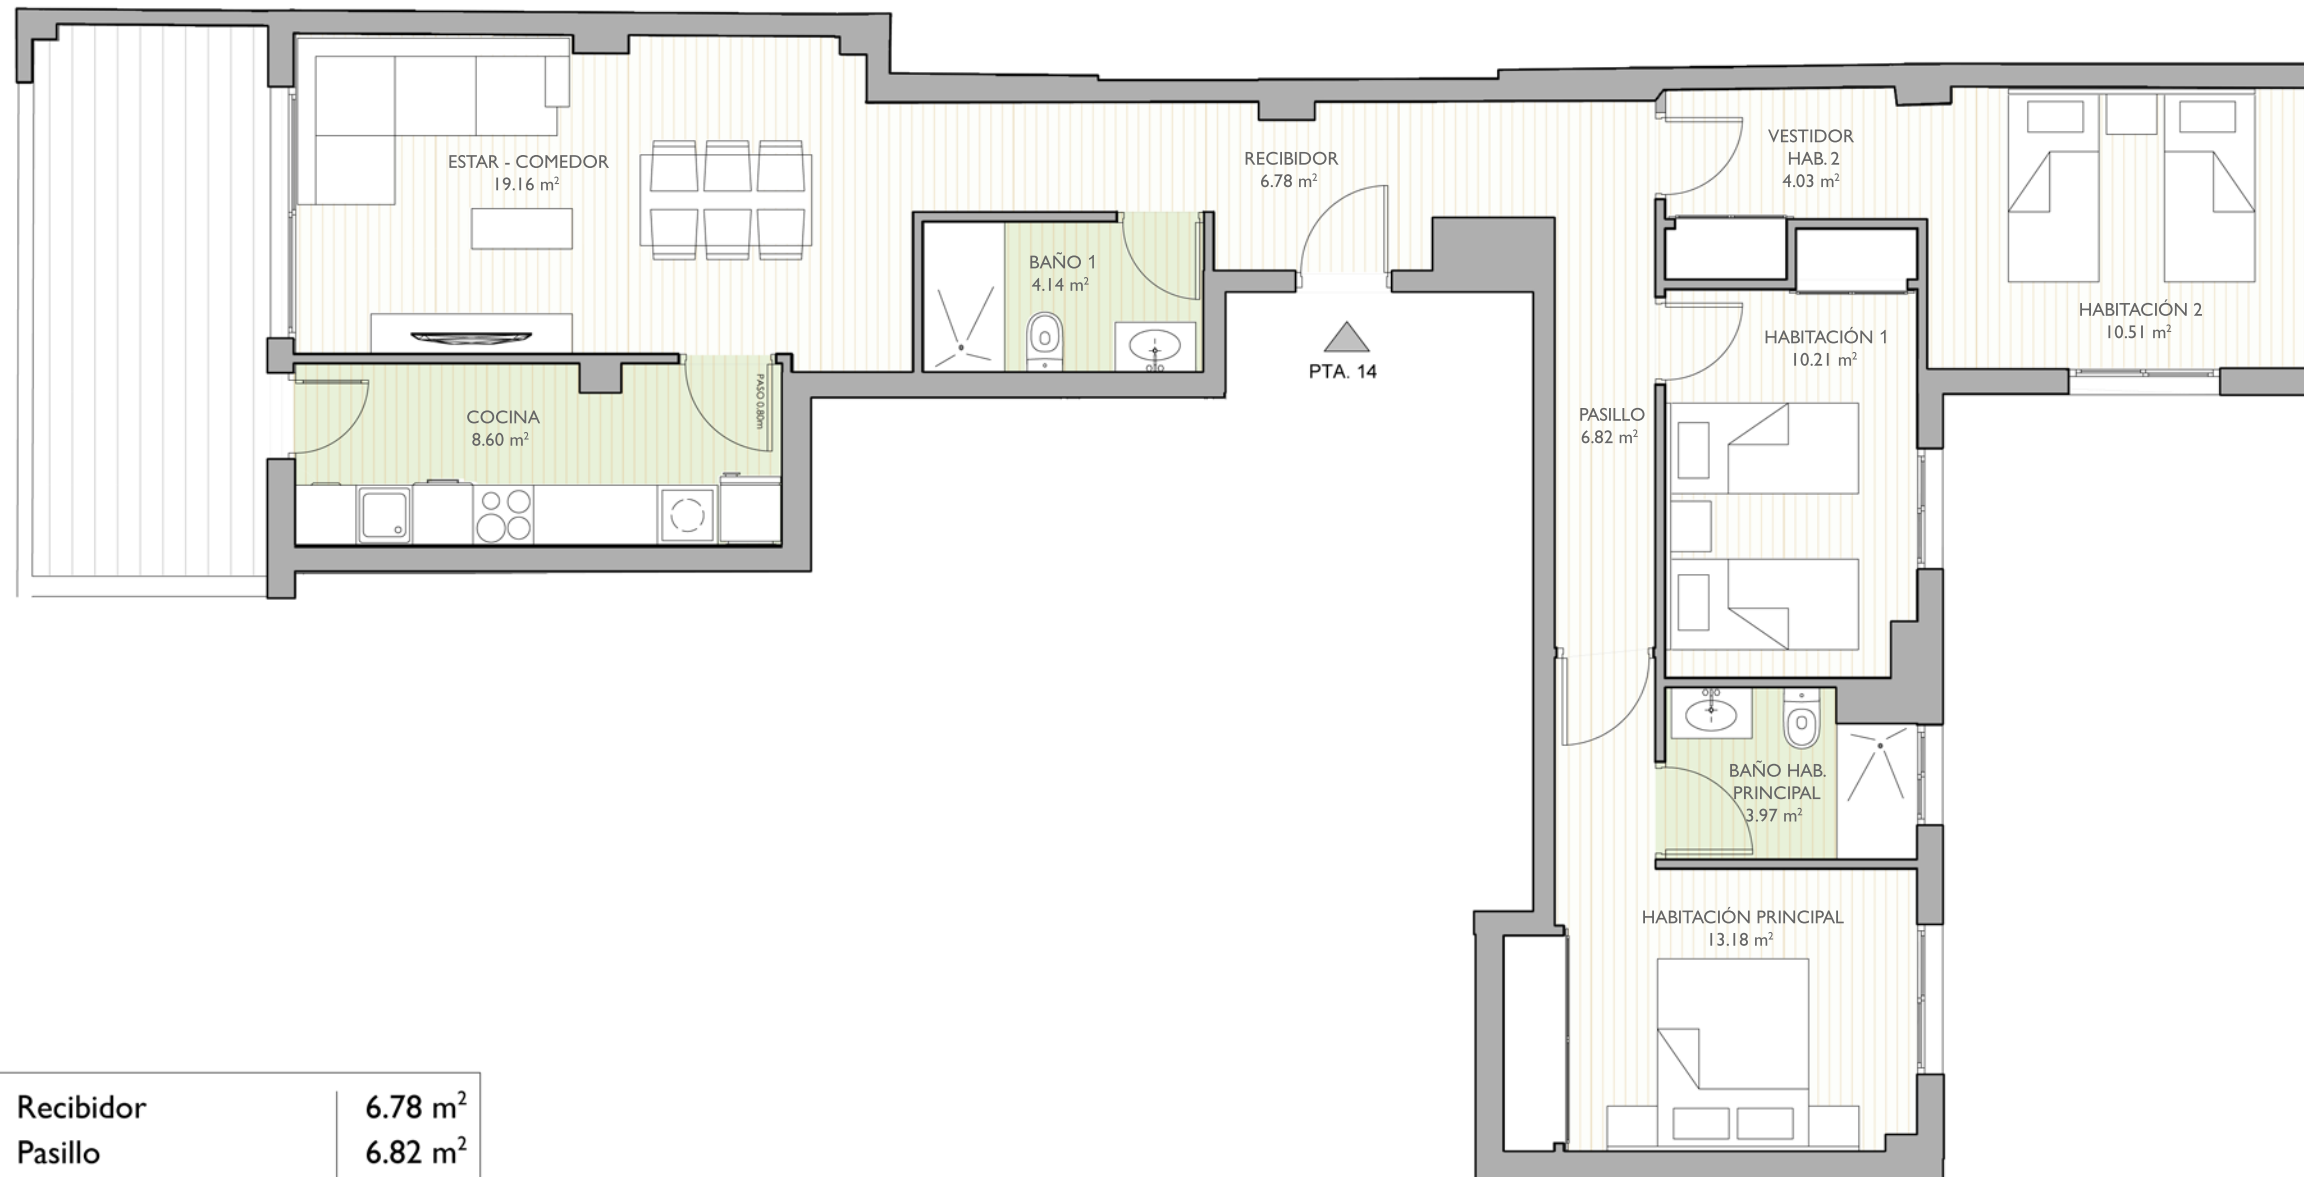 ESTAR - COMEDOR
19.16 m²
RECIBIDOR
6.78 m²
VESTIDOR
HAB. 2
4.03 m²
BAÑO 1
4.14 m²
HABITACIÓN 2
10.51 m²
HABITACIÓN 1
10.21 m²
PTA. 14
PASO 0.80m
COCINA
8.60 m²
PASILLO
6.82 m²
BAÑO HAB.
PRINCIPAL
3.97 m²
HABITACIÓN PRINCIPAL
13.18 m²
Recibidor 6.78 m²
Pasillo 6.82 m²